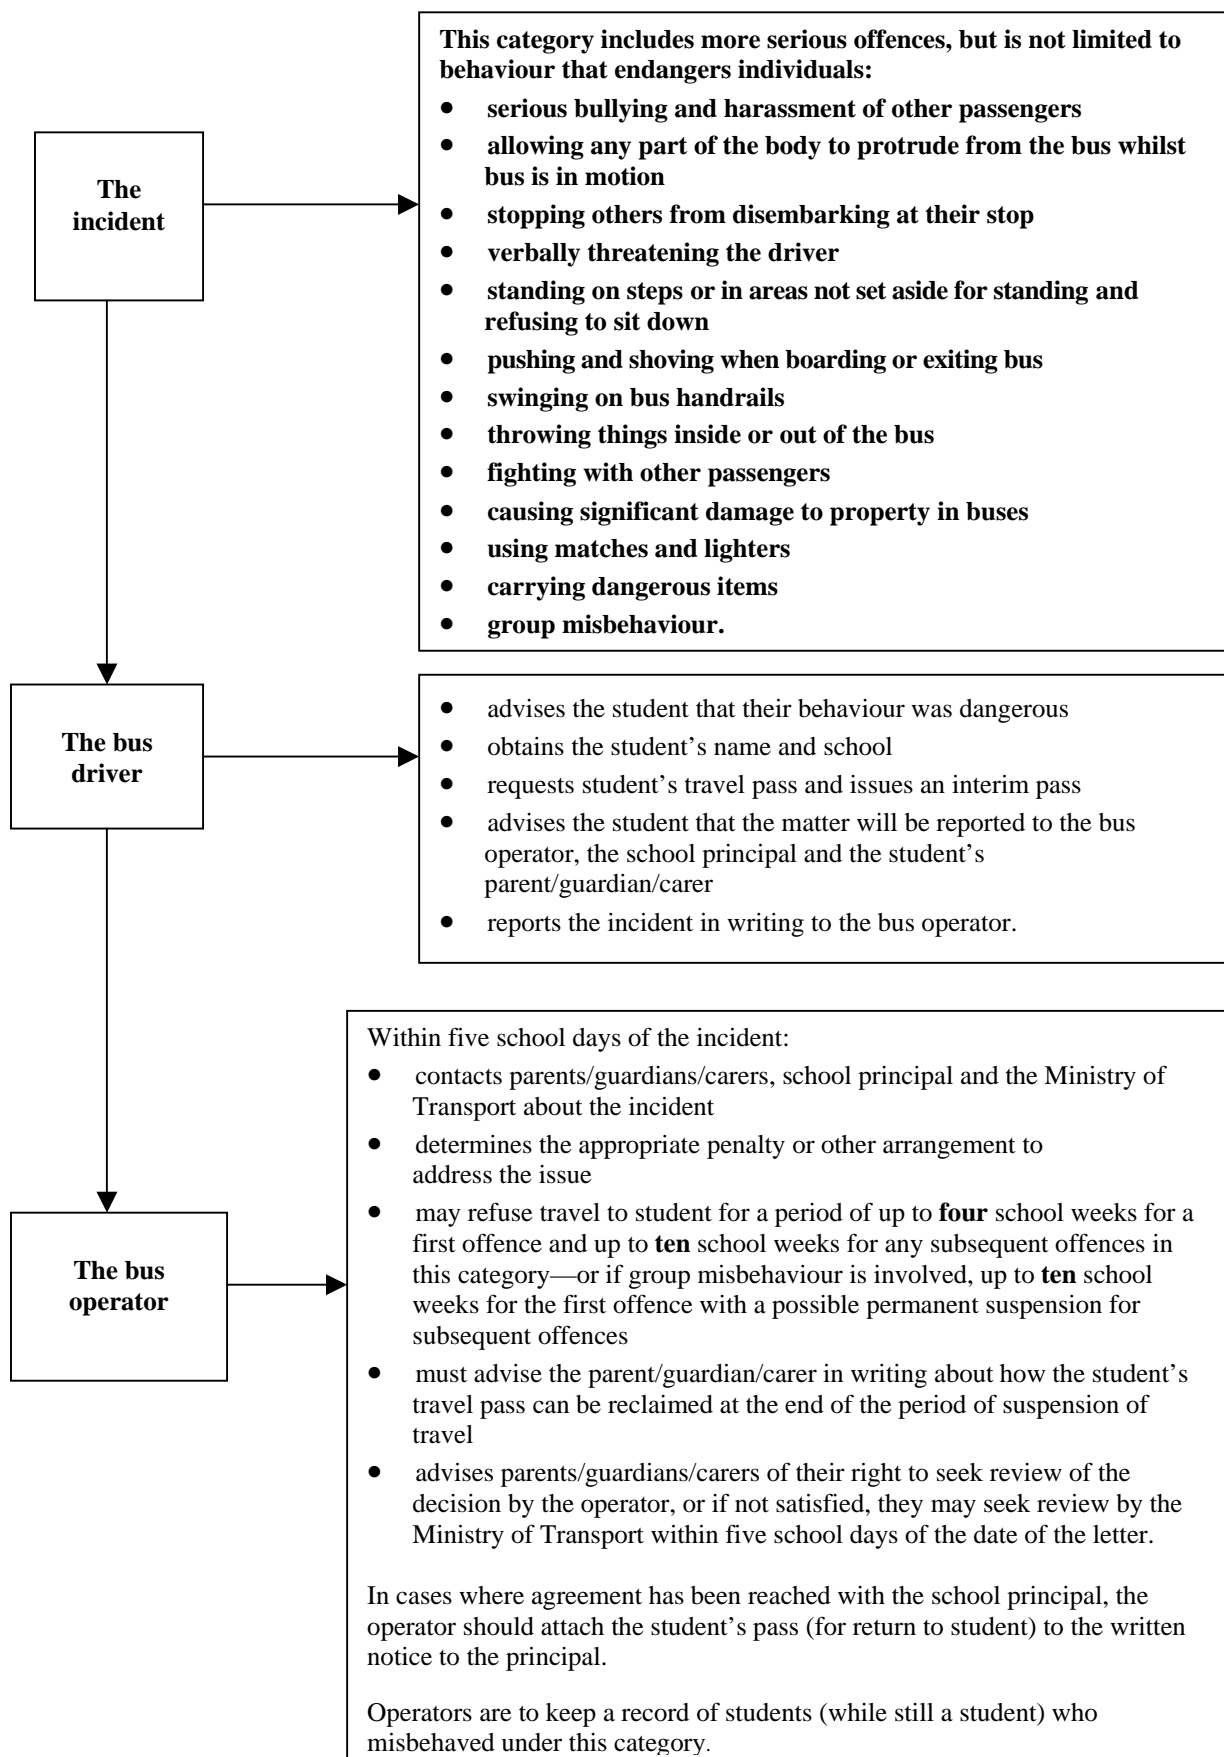 This category includes more serious offences, but is not limited to
behaviour that endangers individuals:
• serious bullying and harassment of other passengers
• allowing any part of the body to protrude from the bus whilst
bus is in motion
• stopping others from disembarking at their stop
• verbally threatening the driver
• standing on steps or in areas not set aside for standing and
refusing to sit down
• pushing and shoving when boarding or exiting bus
• swinging on bus handrails
• throwing things inside or out of the bus
• fighting with other passengers
• causing significant damage to property in buses
• using matches and lighters
• carrying dangerous items
• group misbehaviour.
The
incident
• advises the student that their behaviour was dangerous
• obtains the student’s name and school
• requests student’s travel pass and issues an interim pass
• advises the student that the matter will be reported to the bus
operator, the school principal and the student’s
parent/guardian/carer
• reports the incident in writing to the bus operator.
The bus
driver
Within five school days of the incident:
• contacts parents/guardians/carers, school principal and the Ministry of
Transport about the incident
• determines the appropriate penalty or other arrangement to
address the issue
• may refuse travel to student for a period of up to four school weeks for a
first offence and up to ten school weeks for any subsequent offences in
this category—or if group misbehaviour is involved, up to ten school
weeks for the first offence with a possible permanent suspension for
subsequent offences
• must advise the parent/guardian/carer in writing about how the student’s
travel pass can be reclaimed at the end of the period of suspension of
travel
• advises parents/guardians/carers of their right to seek review of the
decision by the operator, or if not satisfied, they may seek review by the
Ministry of Transport within five school days of the date of the letter.
In cases where agreement has been reached with the school principal, the
operator should attach the student’s pass (for return to student) to the written
notice to the principal.
Operators are to keep a record of students (while still a student) who
misbehaved under this category.
The bus
operator